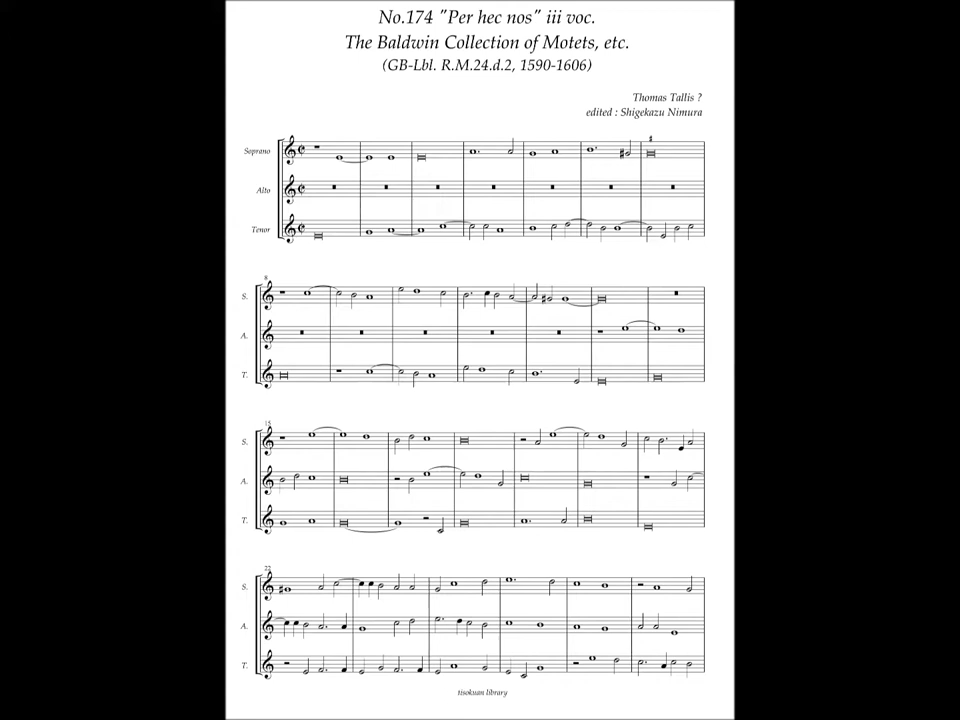 No.174 "Per hec nos" iii voc.
The Baldwin Collection of Motets, etc.
(GB-Lbl. R.M.24.d.2, 1590-1606)
Thomas Tallis ?
edited : Shigekazu Nimura
Soprano
Alto
Tenor
8
S.
A.
T.
15
S.
A.
T.
22
S.
A.
T.
tisokuan library